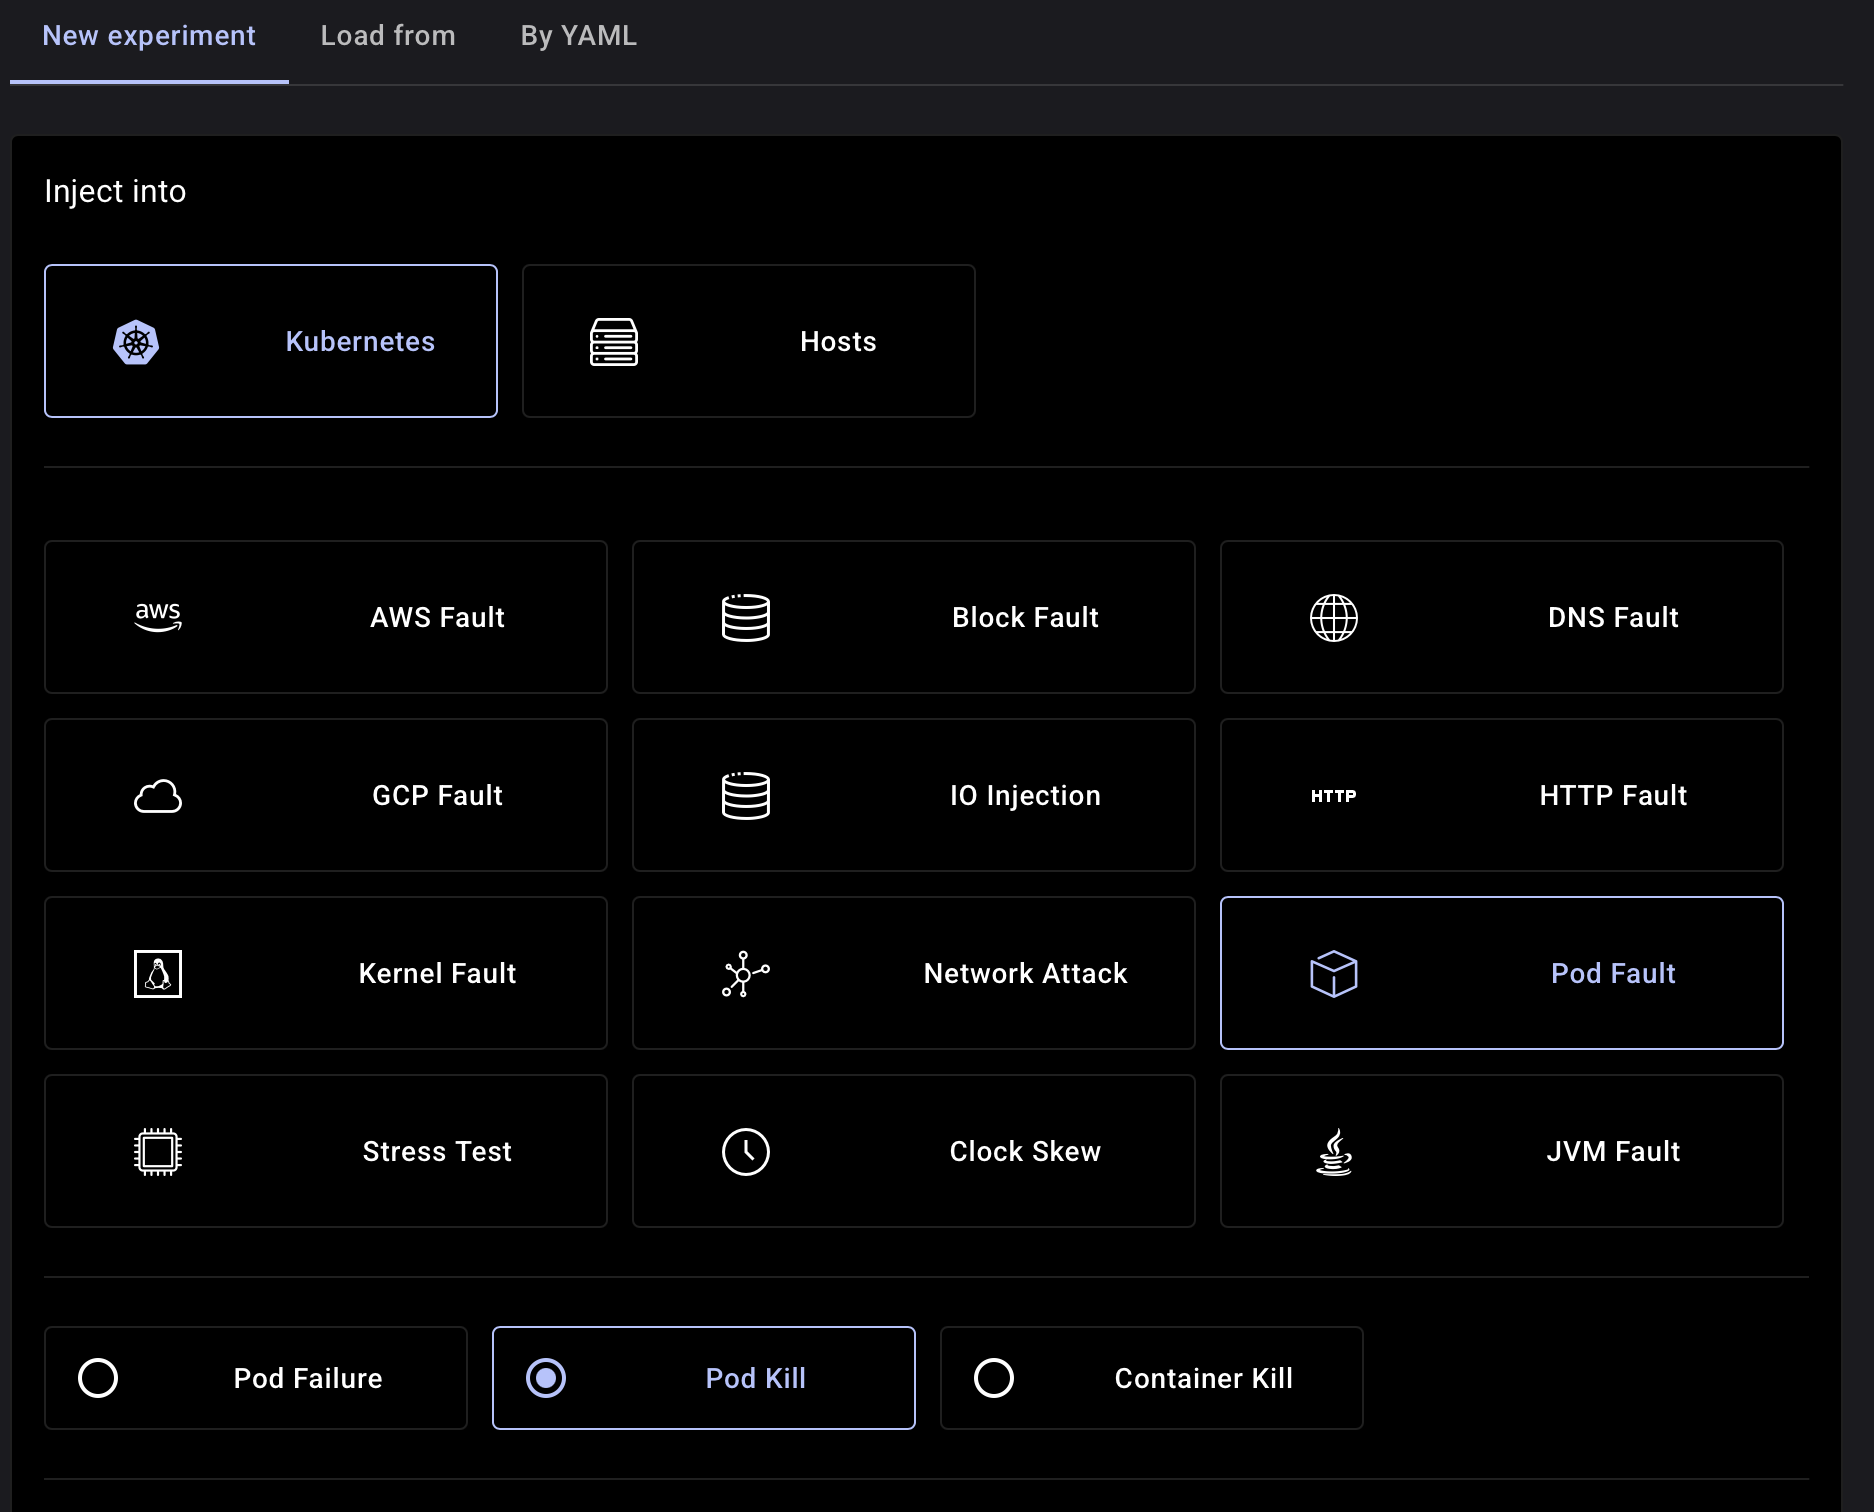 New experiment Load from By YAML
Inject into
Kubernetes Hosts
aws AWS Fault Block Fault DNS Fault
GCP Fault IO Injection HTTP HTTP Fault
Kernel Fault Network Attack Pod Fault
Stress Test Clock Skew JVM Fault
Pod Failure Pod Kill Container Kill